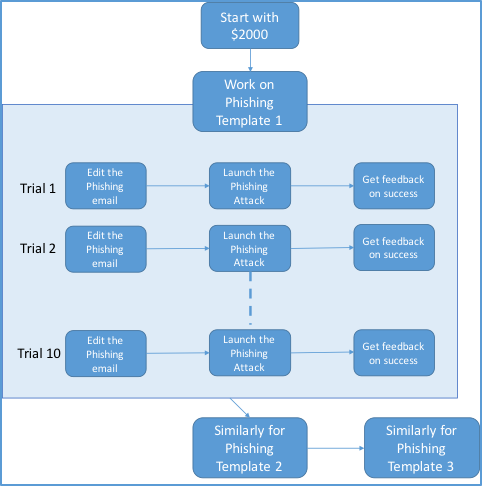 Start with
$2000
Work on
Phishing
Template 1
Trial 1
Edit the
Phishing
email
Launch the
Phishing
Attack
Get feedback
on success
Trial 2
Edit the
Phishing
email
Launch the
Phishing
Attack
Get feedback
on success
Trial 10
Edit the
Phishing
email
Launch the
Phishing
Attack
Get feedback
on success
Similarly for
Phishing
Template 2
Similarly for
Phishing
Template 3